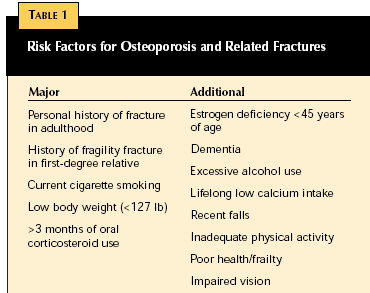 TABLE 1
Risk Factors for Osteoporosis and Related Fractures
Major
Personal history of fracture
in adulthood
History of fragility fracture
in first-degree relative
Current cigarette smoking
Low body weight (<127 lb)
>3 months of oral
corticosteroid use
Additional
Estrogen deficiency <45 years
of age
Dementia
Excessive alcohol use
Lifelong low calcium intake
Recent falls
Inadequate physical activity
Poor health/frailty
Impaired vision